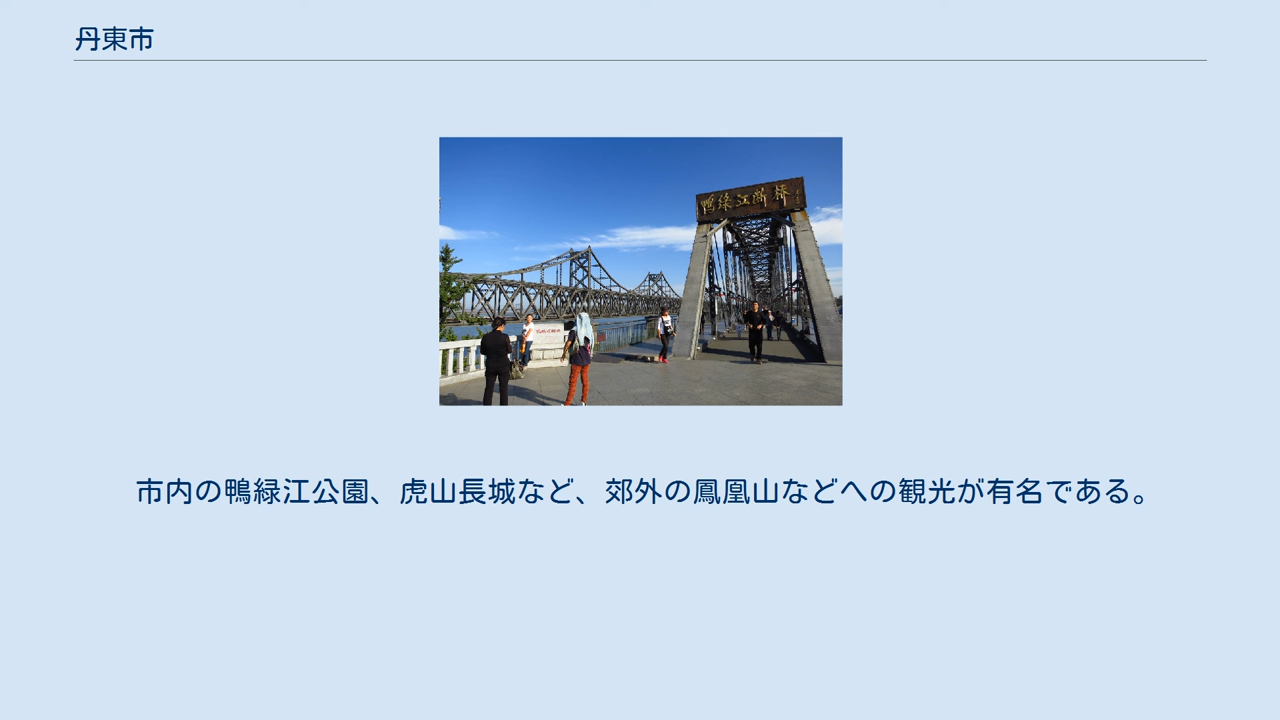 丹東市
鴨緑江断橋
市内の鴨緑江公園、虎山長城など、郊外の鳳凰山などへの観光が有名である。